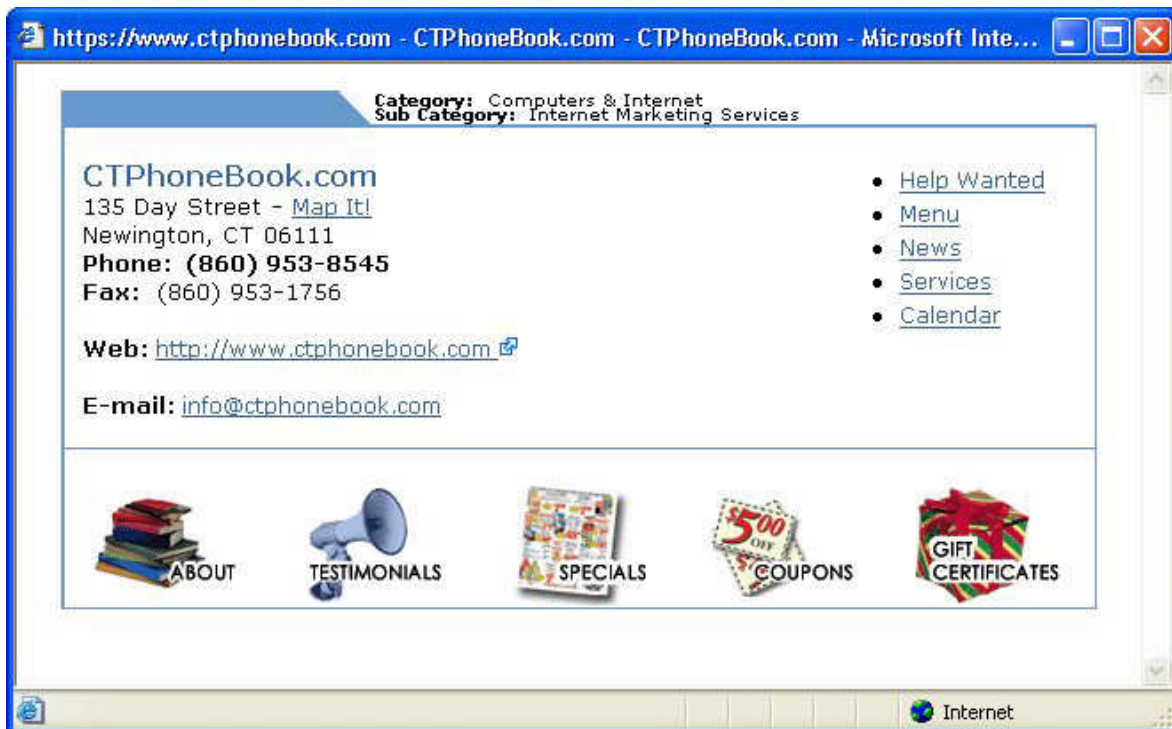 https://www.ctphonebook.com - CTPhoneBook.com - CTPhoneBook.com - Microsoft Inte...
Category: Computers & Internet
Sub Category: Internet Marketing Services
CTPhoneBook.com
135 Day Street - Map It!
Newington, CT 06111
Phone: (860) 953-8545
Fax: (860) 953-1756
Web: http://www.ctphonebook.com
E-mail: info@ctphonebook.com
Help Wanted
Menu
News
Services
Calendar
ABOUT
TESTIMONIALS
SPECIALS
$5.00
OFF
COUPONS
GIFT
CERTIFICATES
Internet